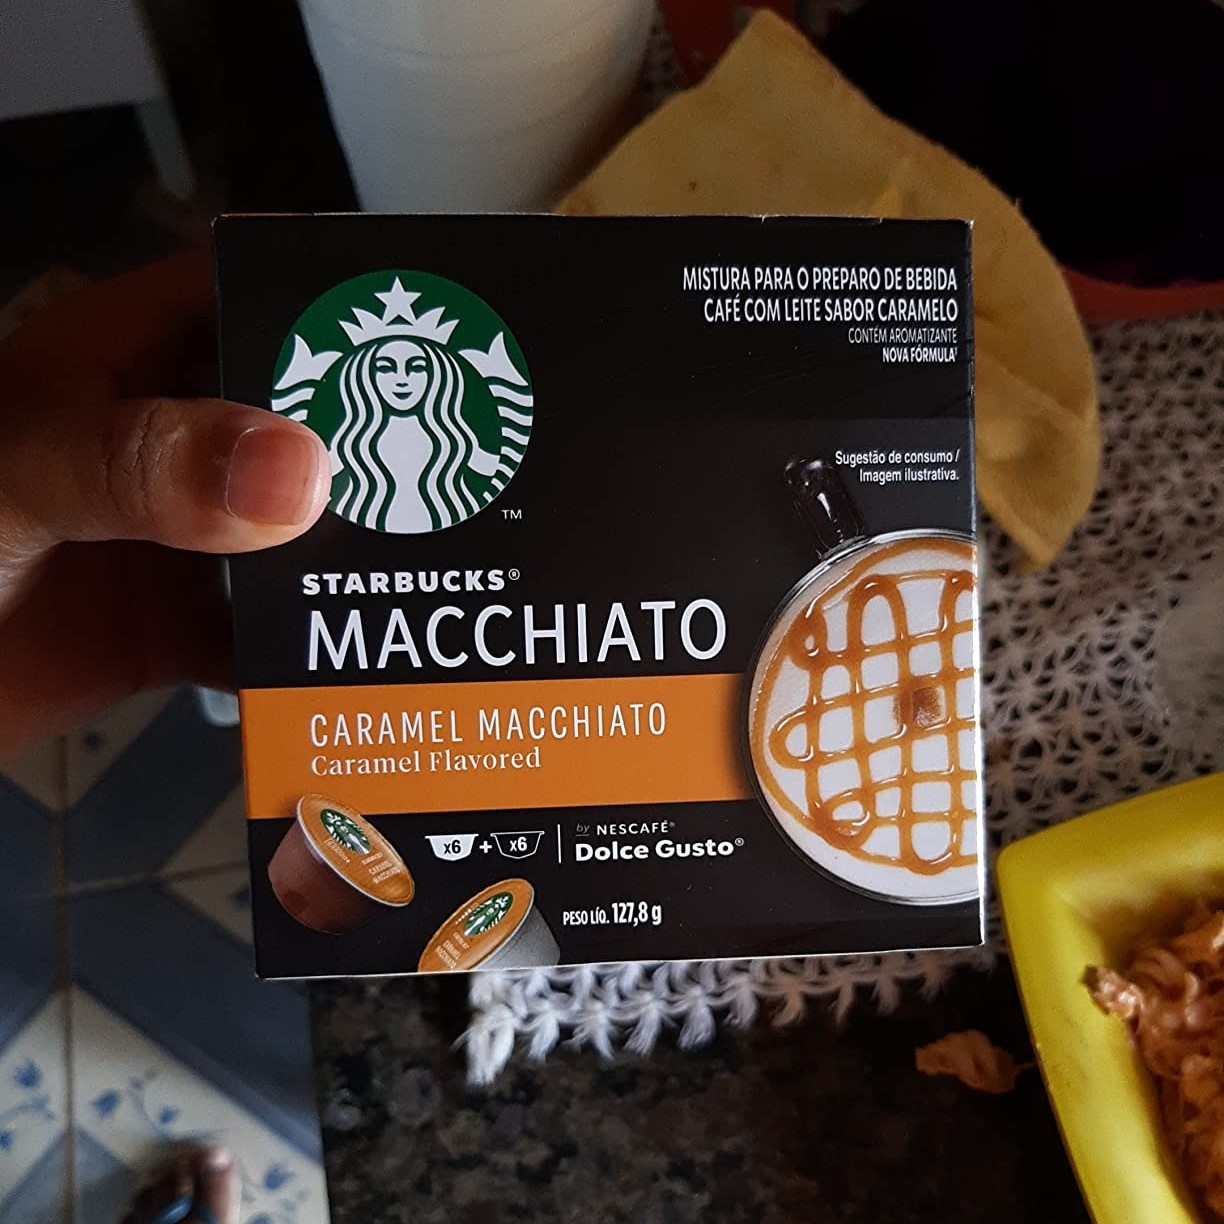 MISTURA PARA O PREPARO DE BEBIDA
CAFÉ COM LEITE SABOR CARAMELO
CONTÉM AROMATIZANTE
NOVA FÓRMULA¹
Sugestão de consumo /
Imagem ilustrativa.
TM
STARBUCKS®
MACCHIATO
CARAMEL MACCHIATO
Caramel Flavored
x6 + x6
by NESCAFÉ®
Dolce Gusto®
PESO LÍQ. 127,8 g